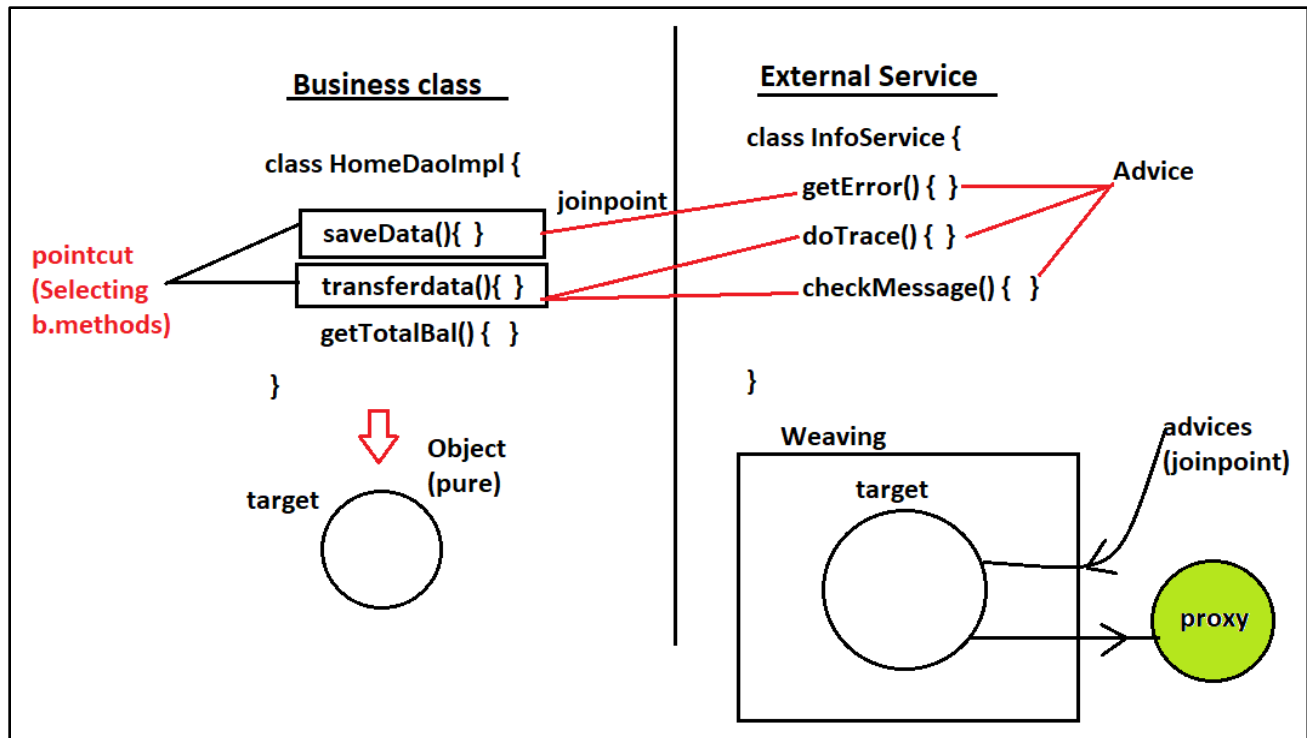 Business class
class HomeDaoImpl {
saveData(){ }
transferdata(){ }
getTotalBal() { }
}
pointcut
(Selecting
b.methods)
joinpoint
Object
(pure)
target
External Service
class InfoService {
getError() { }
doTrace() { }
checkMessage() { }
}
Advice
Weaving
target
advices
(joinpoint)
proxy